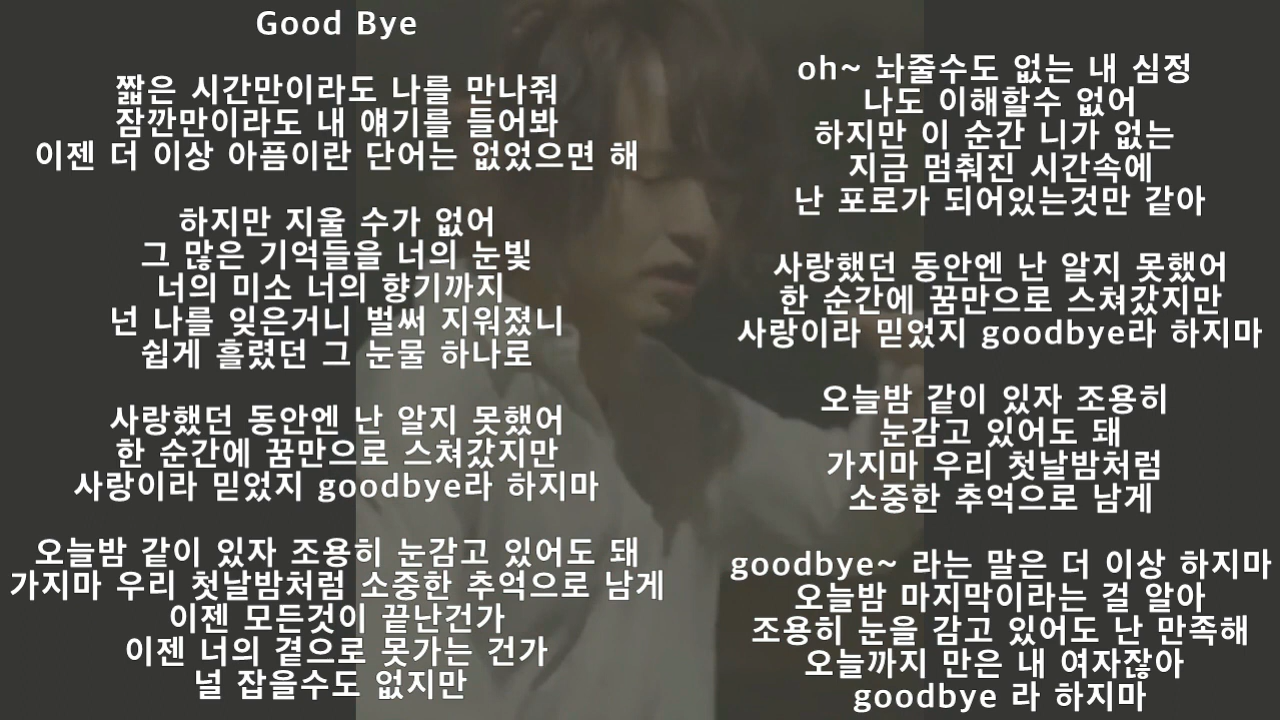 Good Bye
짧은 시간만이라도 나를 만나줘
잠깐만이라도 내 얘기를 들어봐
이젠 더 이상 아픔이란 단어는 없었으면 해
하지만 지울 수가 없어
그 많은 기억들을 너의 눈빛
너의 미소 너의 향기까지
넌 나를 잊은거니 벌써 지워졌니
쉽게 흘렸던 그 눈물 하나로
사랑했던 동안엔 난 알지 못했어
한 순간에 꿈만으로 스쳐갔지만
사랑이라 믿었지 goodbye라 하지마
오늘밤 같이 있자 조용히 눈감고 있어도 돼
가지마 우리 첫날밤처럼 소중한 추억으로 남게
이젠 모든것이 끝난건가
이젠 너의 곁으로 못가는 건가
널 잡을수도 없지만
oh~ 놔줄수도 없는 내 심정
나도 이해할수 없어
하지만 이 순간 니가 없는
지금 멈춰진 시간속에
난 포로가 되어있는것만 같아
사랑했던 동안엔 난 알지 못했어
한 순간에 꿈만으로 스쳐갔지만
사랑이라 믿었지 goodbye라 하지마
오늘밤 같이 있자 조용히
눈감고 있어도 돼
가지마 우리 첫날밤처럼
소중한 추억으로 남게
goodbye~ 라는 말은 더 이상 하지마
오늘밤 마지막이라는 걸 알아
조용히 눈을 감고 있어도 난 만족해
오늘까지 만은 내 여자잖아
goodbye 라 하지마